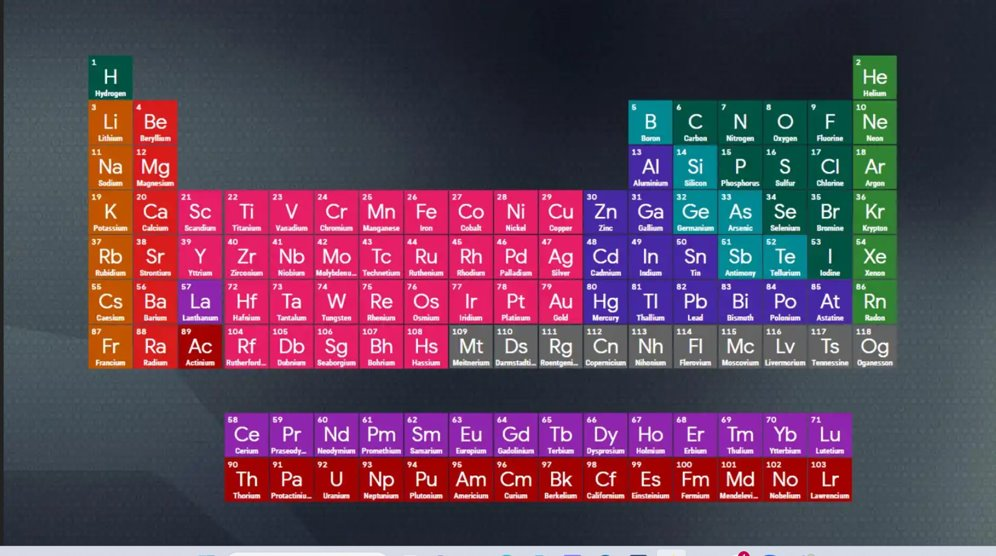 1 2
H He
Hydrogen Helium
3 4 5 6 7 8 9 10
Li Be B C N O F Ne
Lithium Beryllium Boron Carbon Nitrogen Oxygen Fluorine Neon
11 12 13 14 15 16 17 18
Na Mg Al Si P S Cl Ar
Sodium Magnesium Aluminium Silicon Phosphorus Sulfur Chlorine Argon
19 20 21 22 23 24 25 26 27 28 29 30 31 32 33 34 35 36
K Ca Sc Ti V Cr Mn Fe Co Ni Cu Zn Ga Ge As Se Br Kr
Potassium Calcium Scandium Titanium Vanadium Chromium Manganese Iron Cobalt Nickel Copper Zinc Gallium Germanium Arsenic Selenium Bromine Krypton
37 38 39 40 41 42 43 44 45 46 47 48 49 50 51 52 53 54
Rb Sr Y Zr Nb Mo Tc Ru Rh Pd Ag Cd In Sn Sb Te I Xe
Rubidium Strontium Yttrium Zirconium Niobium Molybdenu... Technetium Ruthenium Rhodium Palladium Silver Cadmium Indium Tin Antimony Tellurium Iodine Xenon
55 56 57 72 73 74 75 76 77 78 79 80 81 82 83 84 85 86
Cs Ba La Hf Ta W Re Os Ir Pt Au Hg Tl Pb Bi Po At Rn
Caesium Barium Lanthanum Hafnium Tantalum Tungsten Rhenium Osmium Iridium Platinum Gold Mercury Thallium Lead Bismuth Polonium Astatine Radon
87 88 89 104 105 106 107 108 109 110 111 112 113 114 115 116 117 118
Fr Ra Ac Rf Db Sg Bh Hs Mt Ds Rg Cn Nh Fl Mc Lv Ts Og
Francium Radium Actinium Rutherford... Dubnium Seaborgium Bohrium Hassium Meitnerium Darmstadti... Roentgeni... Copernicium Nihonium Flerovium Moscovium Livermorium Tennessine Oganesson
58 59 60 61 62 63 64 65 66 67 68 69 70 71
Ce Pr Nd Pm Sm Eu Gd Tb Dy Ho Er Tm Yb Lu
Cerium Praseody... Neodymium Promethium Samarium Europium Gadolinium Terbium Dysprosium Holmium Erbium Thulium Ytterbium Lutetium
90 91 92 93 94 95 96 97 98 99 100 101 102 103
Th Pa U Np Pu Am Cm Bk Cf Es Fm Md No Lr
Thorium Protactiniu... Uranium Neptunium Plutonium Americium Curium Berkelium Californium Einsteinium Fermium Mendelevi... Nobelium Lawrencium